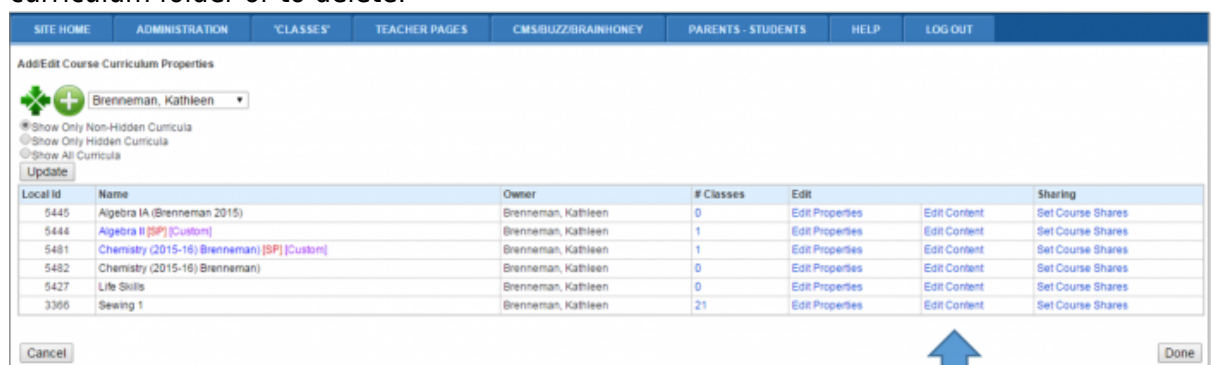 curriculum folder or to delete.
SITE HOME ADMINISTRATION 'CLASSES' TEACHER PAGES CMS/BUZZ/BRAINHONEY PARENTS - STUDENTS HELP LOG OUT
Add/Edit Course Curriculum Properties
Brenneman, Kathleen
Show Only Non-Hidden Curricula
Show Only Hidden Curricula
Show All Curricula
Update
Local Id Name Owner # Classes Edit Sharing
5445 Algebra IA (Brenneman 2015) Brenneman, Kathleen 0 Edit Properties Edit Content Set Course Shares
5444 Algebra II [SP] [Custom] Brenneman, Kathleen 1 Edit Properties Edit Content Set Course Shares
5481 Chemistry (2015-16) Brenneman) [SP] [Custom] Brenneman, Kathleen 1 Edit Properties Edit Content Set Course Shares
5482 Chemistry (2015-16) Brenneman) Brenneman, Kathleen 0 Edit Properties Edit Content Set Course Shares
5427 Life Skills Brenneman, Kathleen 0 Edit Properties Edit Content Set Course Shares
3366 Sewing 1 Brenneman, Kathleen 21 Edit Properties Edit Content Set Course Shares
Cancel Done